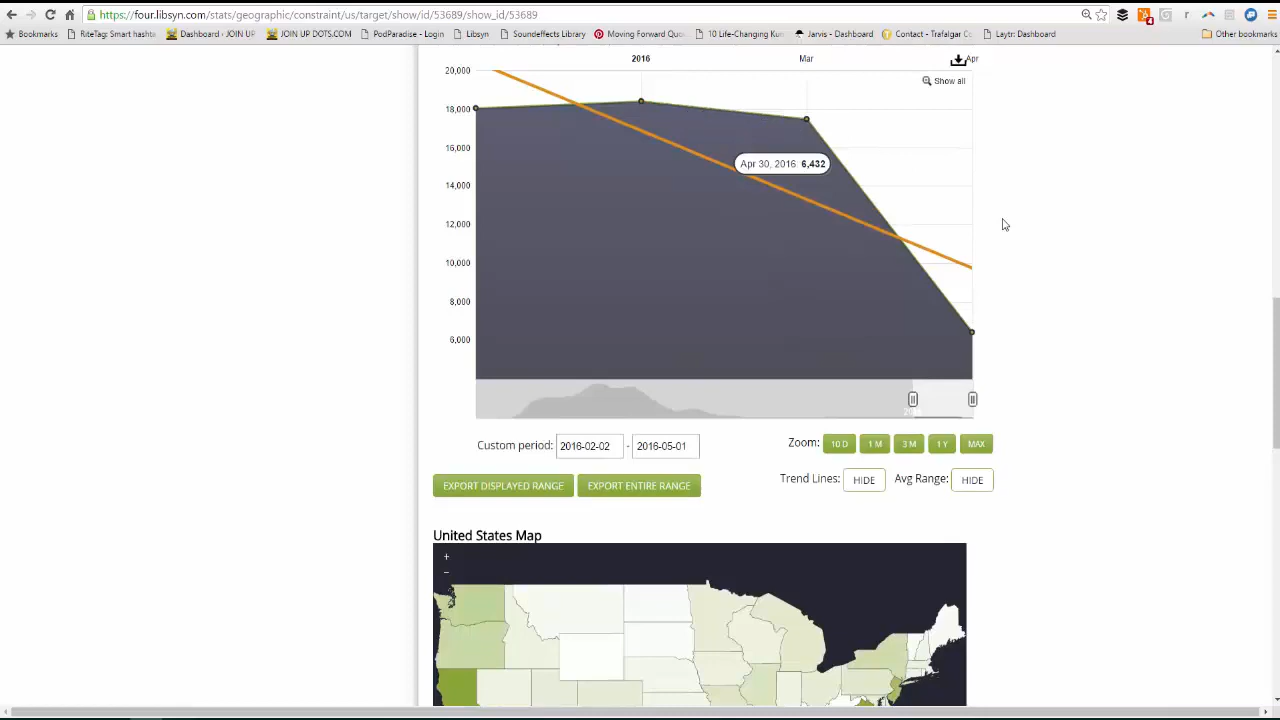 https://four.libsyn.com/stats/geographic/constraint/us/target/show/id/53689/show_id/53689
Bookmarks RiteTag: Smart hashta Dashboard - JOIN UP JOIN UP DOTS.COM PodParadise - Login Libsyn Soundeffects Library Moving Forward Quo 10 Life-Changing Kun Jarvis - Dashboard Contact - Trafalgar Co Laytr: Dashboard Other bookmarks
2016 Mar Apr
20,000
Show all
18,000
16,000
Apr 30, 2016: 6,432
14,000
12,000
10,000
8,000
6,000
Custom period: 2016-02-02 - 2016-05-01 Zoom: 10 D 1 M 3 M 1 Y MAX
EXPORT DISPLAYED RANGE EXPORT ENTIRE RANGE Trend Lines: HIDE Avg Range: HIDE
United States Map
+
−